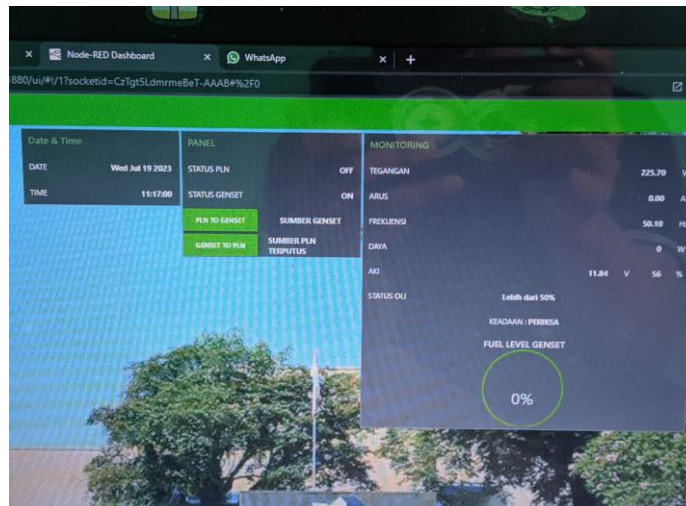 Node-RED Dashboard
WhatsApp
880/ui/#!/1?socketid=CzTgt5LdmrmeBeT-AAAB#%2F0
Date & Time
DATE Wed Jul 19 2023
TIME 11:17:00
PANEL
STATUS PLN OFF
STATUS GENSET ON
PLN TO GENSET SUMBER GENSET
GENSET TO PLN SUMBER PLN
TERPUTUS
MONITORING
TEGANGAN 225.70 V
ARUS 0.00 A
FREKUENSI 50.10 Hz
DAYA 0 W
AKI 11.84 V 56 %
STATUS OLI Lebih dari 50%
KEADAAN : PERIKSA
FUEL LEVEL GENSET
0%